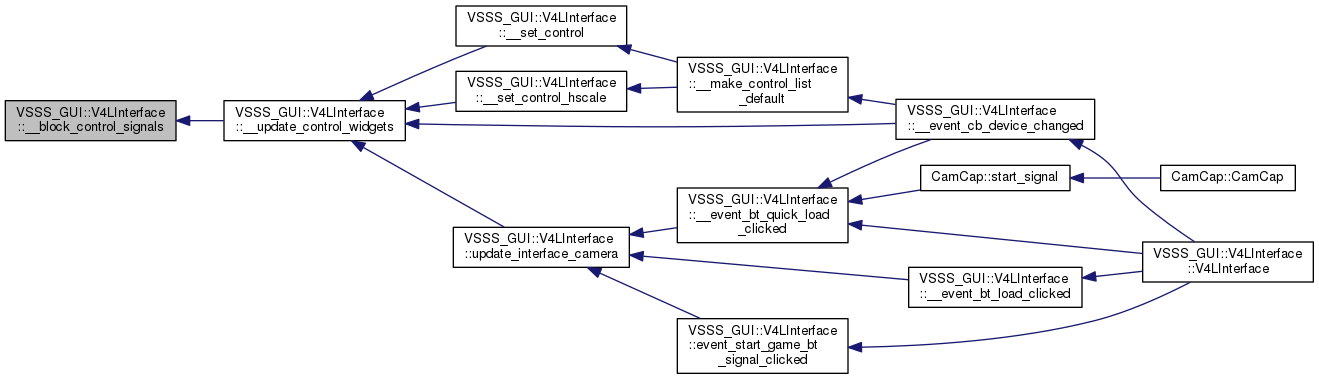 VSSS_GUI::V4LInterface
::__block_control_signals
VSSS_GUI::V4LInterface
::__update_control_widgets
VSSS_GUI::V4LInterface
::__set_control
VSSS_GUI::V4LInterface
::__set_control_hscale
VSSS_GUI::V4LInterface
::update_interface_camera
VSSS_GUI::V4LInterface
::__make_control_list
_default
VSSS_GUI::V4LInterface
::__event_bt_quick_load
_clicked
VSSS_GUI::V4LInterface
::event_start_game_bt
_signal_clicked
VSSS_GUI::V4LInterface
::__event_cb_device_changed
CamCap::start_signal
VSSS_GUI::V4LInterface
::__event_bt_load_clicked
CamCap::CamCap
VSSS_GUI::V4LInterface
::V4LInterface